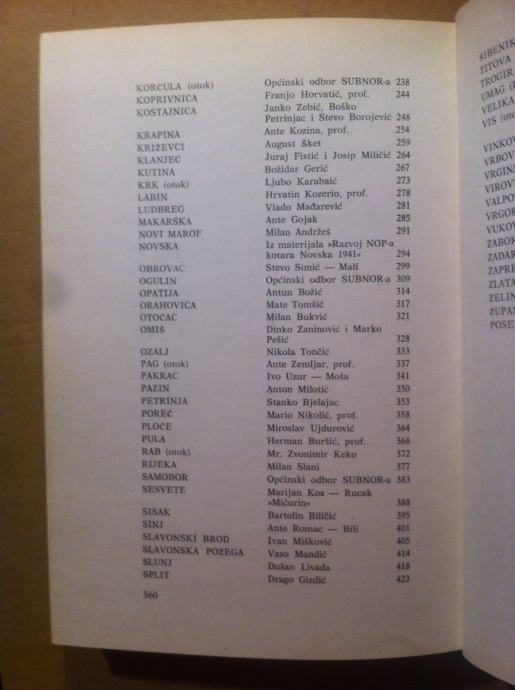 KORČULA (otok) Općinski odbor SUBNOR-a 238
KOPRIVNICA Franjo Horvatić, prof. 244
KOSTAJNICA Janko Zebić, Boško
Petrinjac i Stevo Borojević 248
KRAPINA Ante Kozina, prof. 254
KRIŽEVCI August Šket 259
KLANJEC Juraj Fistić i Josip Miličić 264
KUTINA Božidar Gerić 267
KRK (otok) Ljubo Karabaić 273
LABIN Hrvatin Kozerio, prof. 278
LUDBREG Vlado Mađarević 281
MAKARSKA Ante Gojak 285
NOVI MAROF Milan Andržeš 291
NOVSKA Iz materijala »Razvoj NOP-a
kotara Novska 1941« 294
OBROVAC Stevo Simić — Mali 299
OGULIN Općinski odbor SUBNOR-a 309
OPATIJA Antun Božić 314
ORAHOVICA Mate Tomšić 317
OTOČAC Milan Bukvić 321
OMIŠ Dinko Zaninović i Marko
Pešić 328
OZALJ Nikola Tončić 333
PAG (otok) Ante Zemljar, prof. 337
PAKRAC Ivo Uzur — Moša 341
PAZIN Anton Milotić 350
PETRINJA Stanko Bjelajac 353
POREČ Mario Nikolić, prof. 358
PLOČE Miroslav Ujdurović 364
PULA Herman Buršić, prof. 368
RAB (otok) Mr. Zvonimir Keko 372
RIJEKA Milan Slani 377
SAMOBOR Općinski odbor SUBNOR-a 383
SESVETE Marijan Kos — Rucak
»Mičurin« 388
SISAK Bartolin Biličić 395
SINJ Ante Romac — Bili 401
SLAVONSKI BROD Ivan Mišković 405
SLAVONSKA POŽEGA Vaso Mandić 414
SLUNJ Dušan Livada 418
SPLIT Drago Gizdić 423
560
ŠIBENIK
TITOVA
TROGIR
UMAG
VELIKA
VIS
VINKOV
VRBOV
VRGIN
VIROVI
VALPO
VRGOR
VUKOV
ZABOK
ZADAR
ZAPRE
ZLATA
ZELIN
ŽUPAN